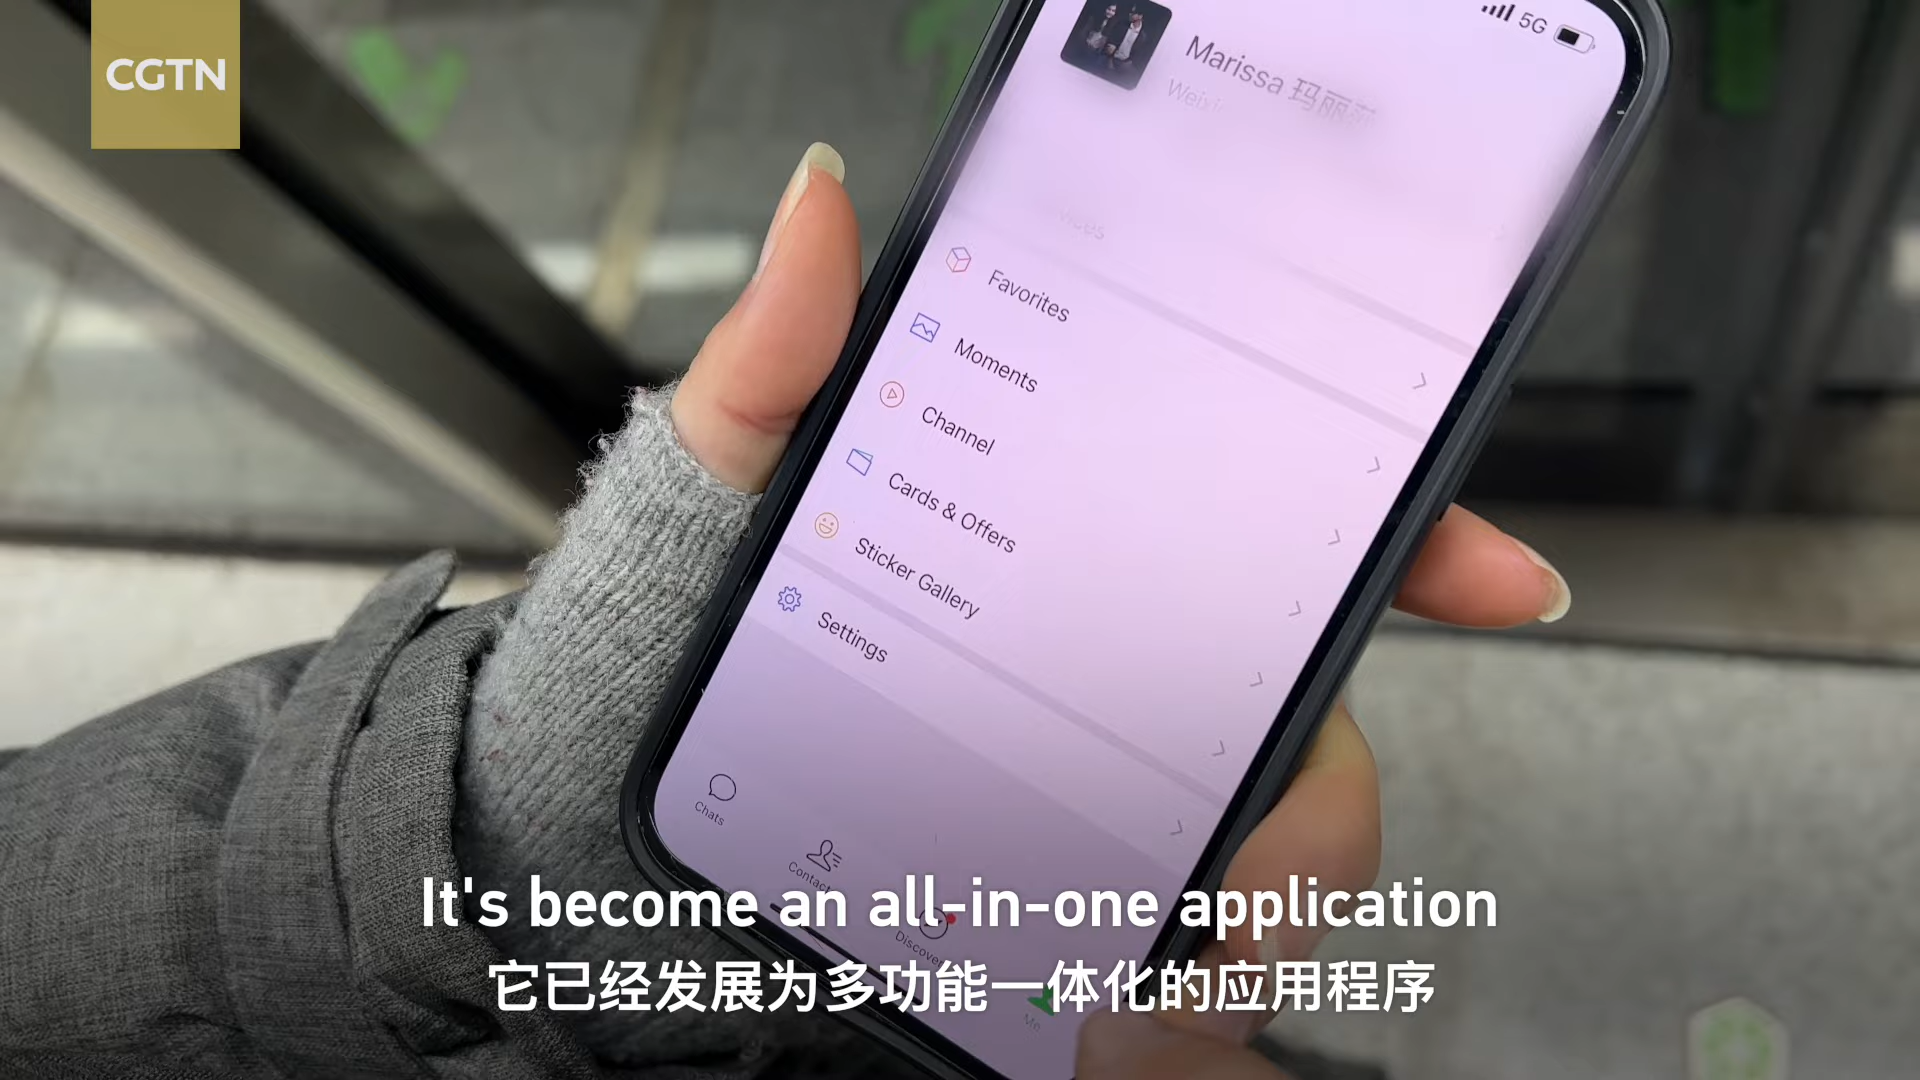 CGTN
5G
Marissa 玛丽莎
Favorites
Moments
Channel
Cards & Offers
Sticker Gallery
Settings
Chats
Discover
Me
It's become an all-in-one application
它已经发展为多功能一体化的应用程序